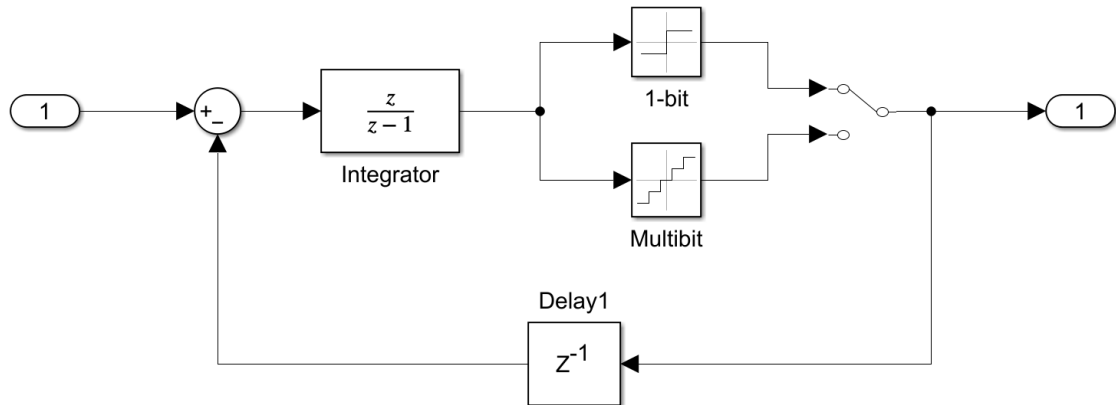 1
+
−
z
z − 1
Integrator
1-bit
Multibit
1
Delay1
Z⁻¹